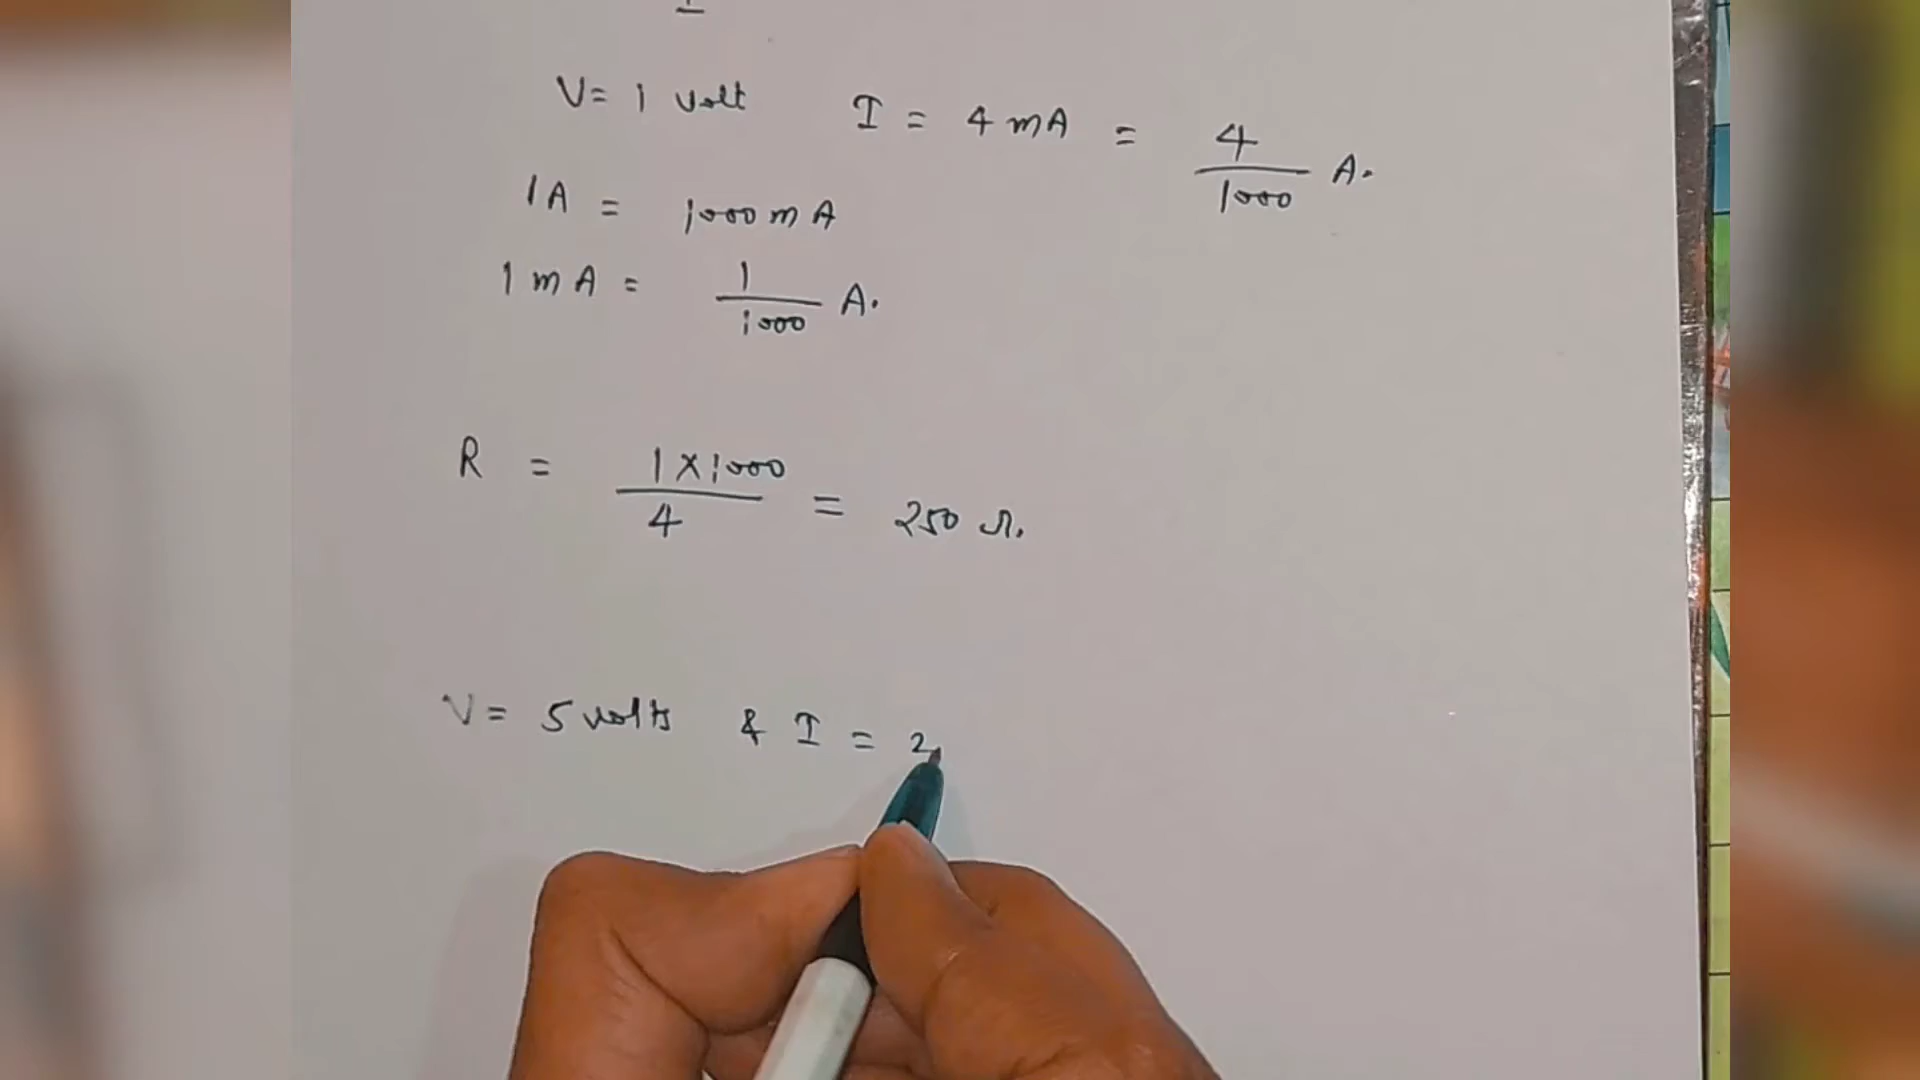 V = 1 volt I = 4 mA = 4/1000 A.
1A = 1000 mA
1 mA = 1/1000 A.
R = 1 X 1000/4 = 250 Ω.
V = 5 volts & I = 2